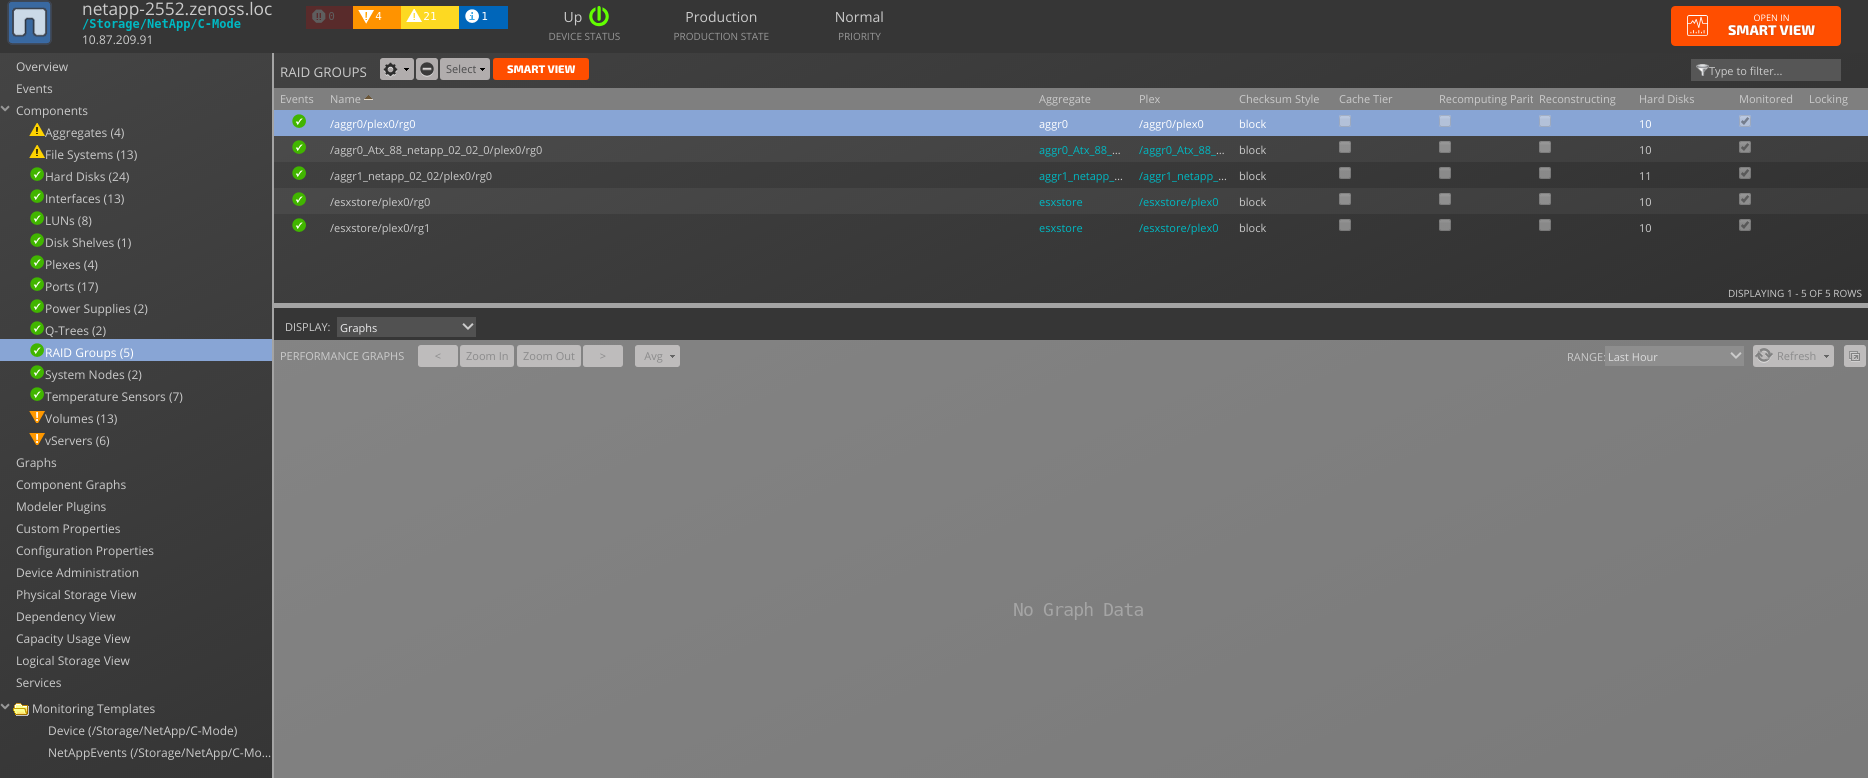 netapp-2552.zenoss.loc
/Storage/NetApp/C-Mode
10.87.209.91
0 4 21 1
Up
DEVICE STATUS
Production
PRODUCTION STATE
Normal
PRIORITY
OPEN IN
SMART VIEW
Overview
Events
Components
Aggregates (4)
File Systems (13)
Hard Disks (24)
Interfaces (13)
LUNs (8)
Disk Shelves (1)
Plexes (4)
Ports (17)
Power Supplies (2)
Q-Trees (2)
RAID Groups (5)
System Nodes (2)
Temperature Sensors (7)
Volumes (13)
vServers (6)
Graphs
Component Graphs
Modeler Plugins
Custom Properties
Configuration Properties
Device Administration
Physical Storage View
Dependency View
Capacity Usage View
Logical Storage View
Services
Monitoring Templates
Device (/Storage/NetApp/C-Mode)
NetAppEvents (/Storage/NetApp/C-Mo...
RAID GROUPS Select SMART VIEW Type to filter...
Events Name Aggregate Plex Checksum Style Cache Tier Recomputing Parit Reconstructing Hard Disks Monitored Locking
/aggr0/plex0/rg0 aggr0 /aggr0/plex0 block 10
/aggr0_Atx_88_netapp_02_02_0/plex0/rg0 aggr0_Atx_88_... /aggr0_Atx_88_... block 10
/aggr1_netapp_02_02/plex0/rg0 aggr1_netapp_... /aggr1_netapp_... block 11
/esxstore/plex0/rg0 esxstore /esxstore/plex0 block 10
/esxstore/plex0/rg1 esxstore /esxstore/plex0 block 10
DISPLAYING 1 - 5 OF 5 ROWS
DISPLAY: Graphs
PERFORMANCE GRAPHS < Zoom In Zoom Out > Avg RANGE: Last Hour Refresh
No Graph Data